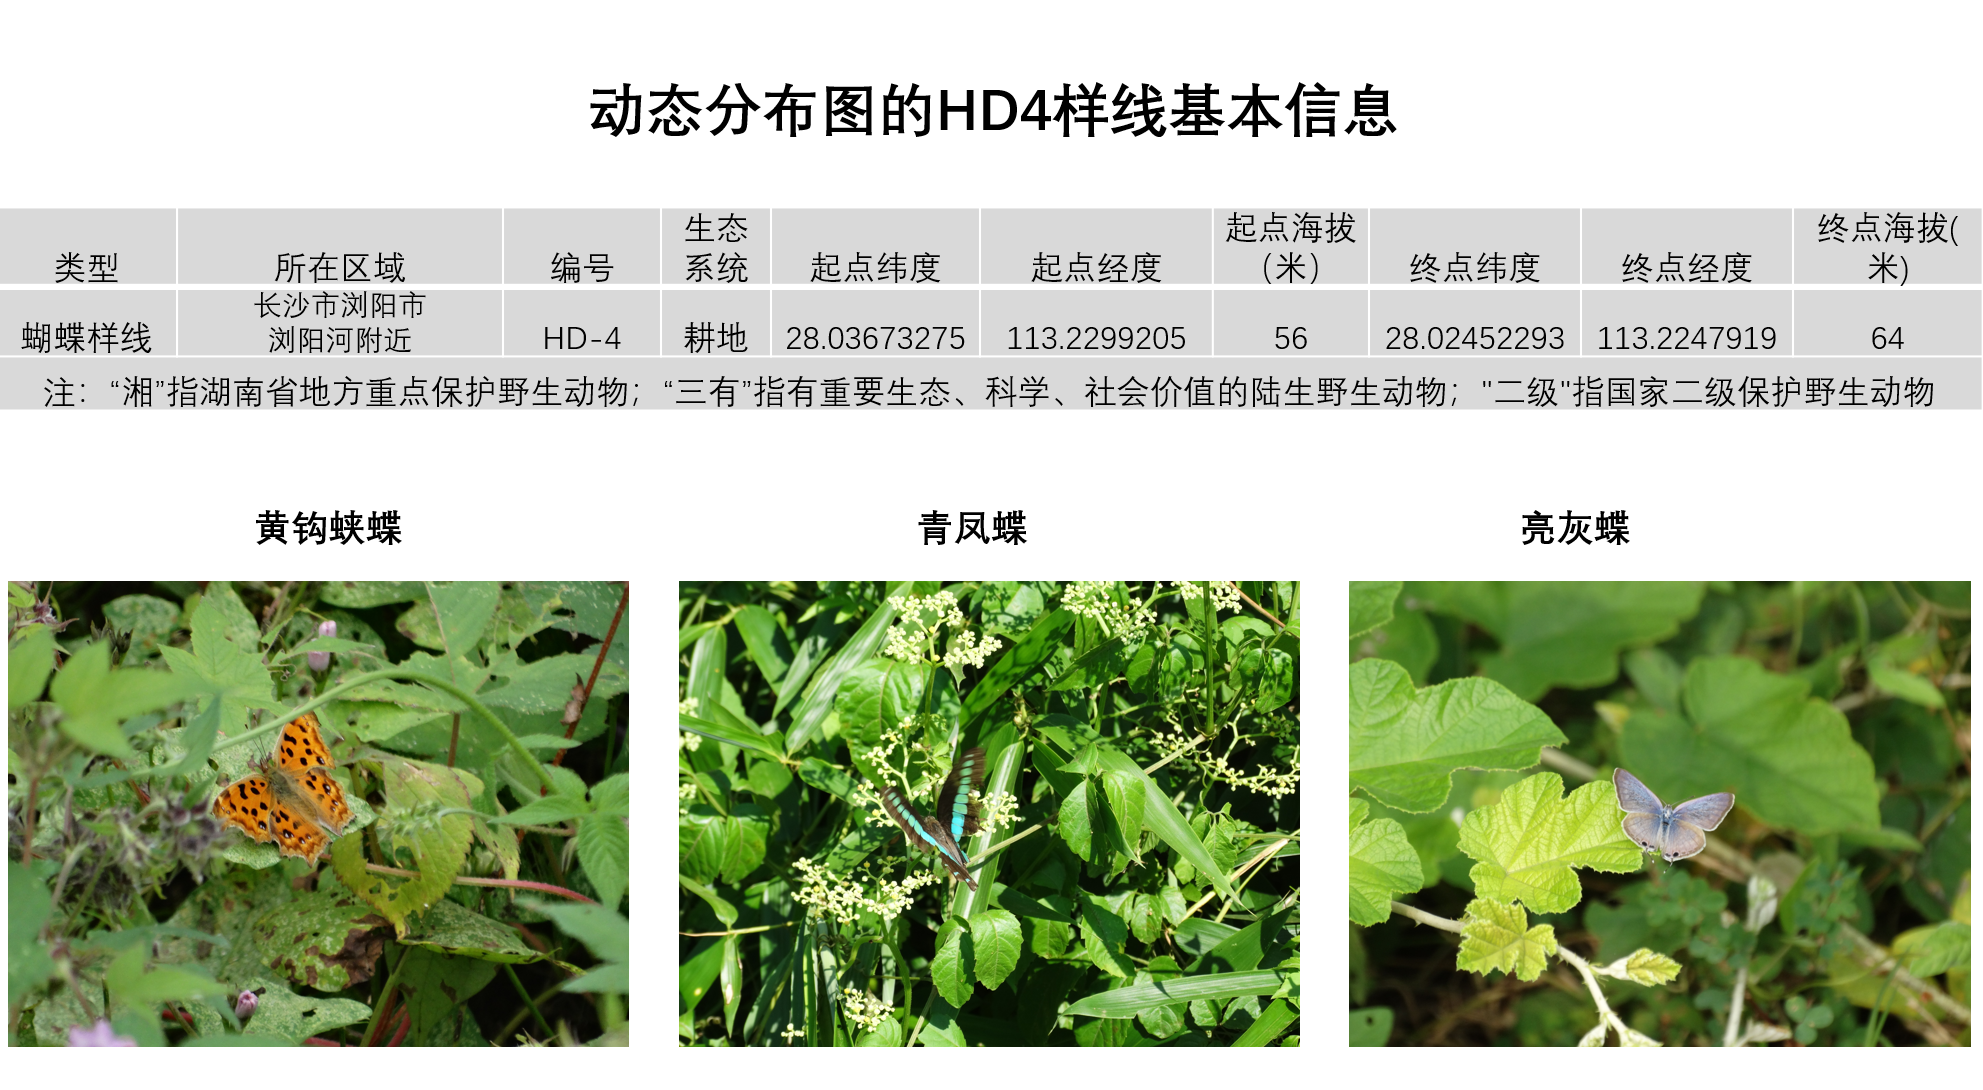 动态分布图的HD4样线基本信息
类型 所在区域 编号 生态系统 起点纬度 起点经度 起点海拔（米） 终点纬度 终点经度 终点海拔(米)
蝴蝶样线 长沙市浏阳市浏阳河附近 HD-4 耕地 28.03673275 113.2299205 56 28.02452293 113.2247919 64
注：“湘”指湖南省地方重点保护野生动物；“三有”指有重要生态、科学、社会价值的陆生野生动物；"二级"指国家二级保护野生动物
黄钩蛱蝶 青凤蝶 亮灰蝶